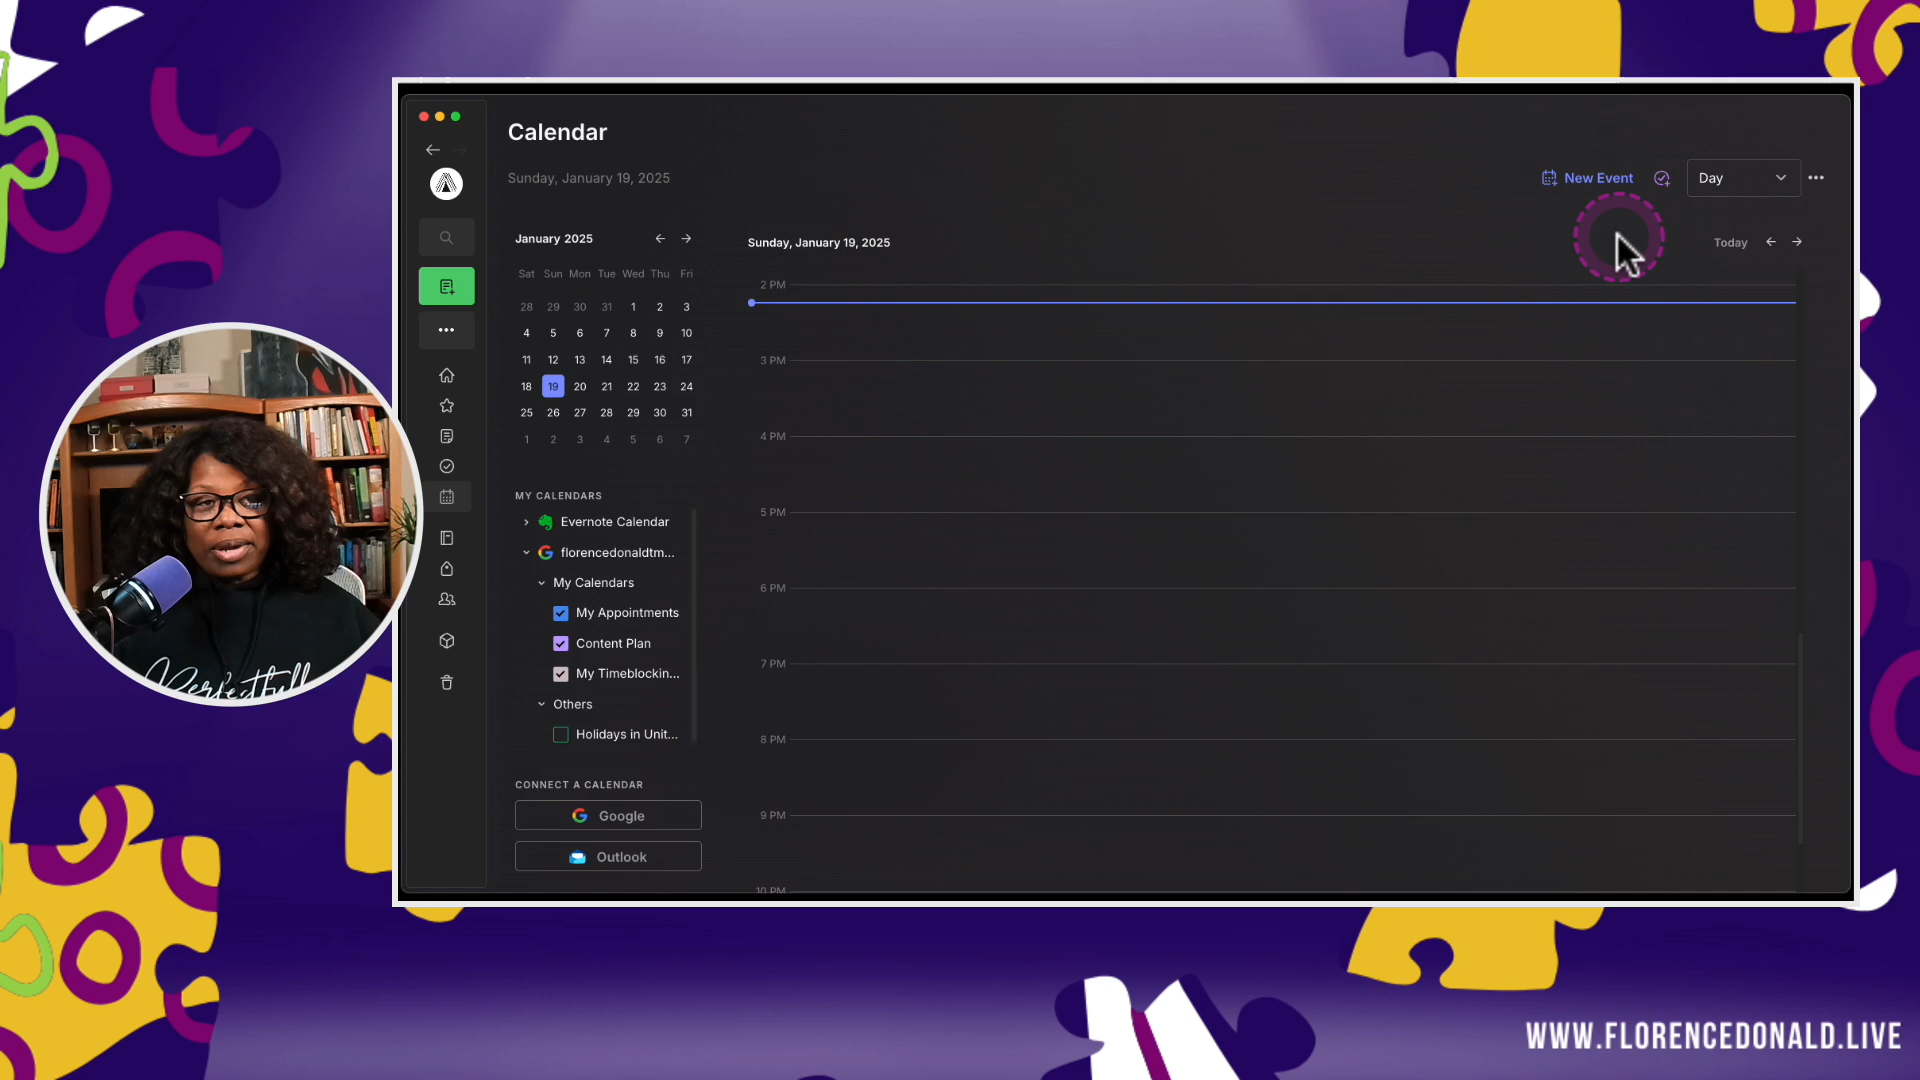 Calendar
Sunday, January 19, 2025
New Event
Day
January 2025
Sat Sun Mon Tue Wed Thu Fri
28 29 30 31 1 2 3
4 5 6 7 8 9 10
11 12 13 14 15 16 17
18 19 20 21 22 23 24
25 26 27 28 29 30 31
1 2 3 4 5 6 7
MY CALENDARS
Evernote Calendar
florencedonaldtm...
My Calendars
My Appointments
Content Plan
My Timeblockin...
Others
Holidays in Unit...
CONNECT A CALENDAR
Google
Outlook
Sunday, January 19, 2025
Today
2 PM
3 PM
4 PM
5 PM
6 PM
7 PM
8 PM
9 PM
10 PM
Perfectfull
WWW.FLORENCEDONALD.LIVE